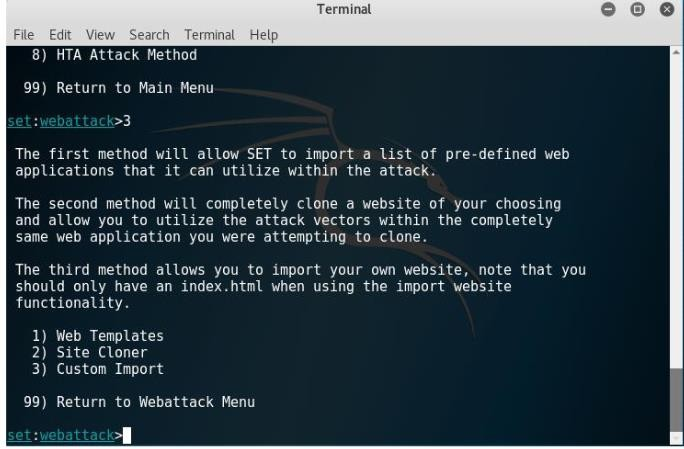 Terminal
File Edit View Search Terminal Help
8) HTA Attack Method
99) Return to Main Menu
set:webattack>3
The first method will allow SET to import a list of pre-defined web
applications that it can utilize within the attack.
The second method will completely clone a website of your choosing
and allow you to utilize the attack vectors within the completely
same web application you were attempting to clone.
The third method allows you to import your own website, note that you
should only have an index.html when using the import website
functionality.
1) Web Templates
2) Site Cloner
3) Custom Import
99) Return to Webattack Menu
set:webattack>